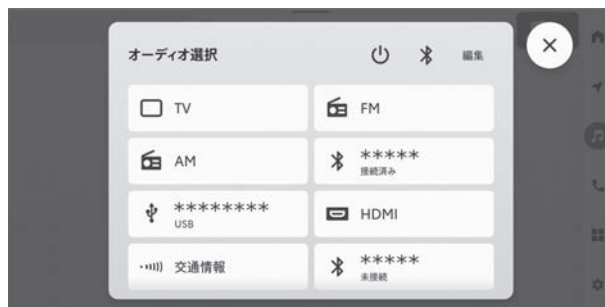 オーディオ選択
編集
TV
FM
AM
*****
接続済み
********
USB
HDMI
交通情報
*****
未接続